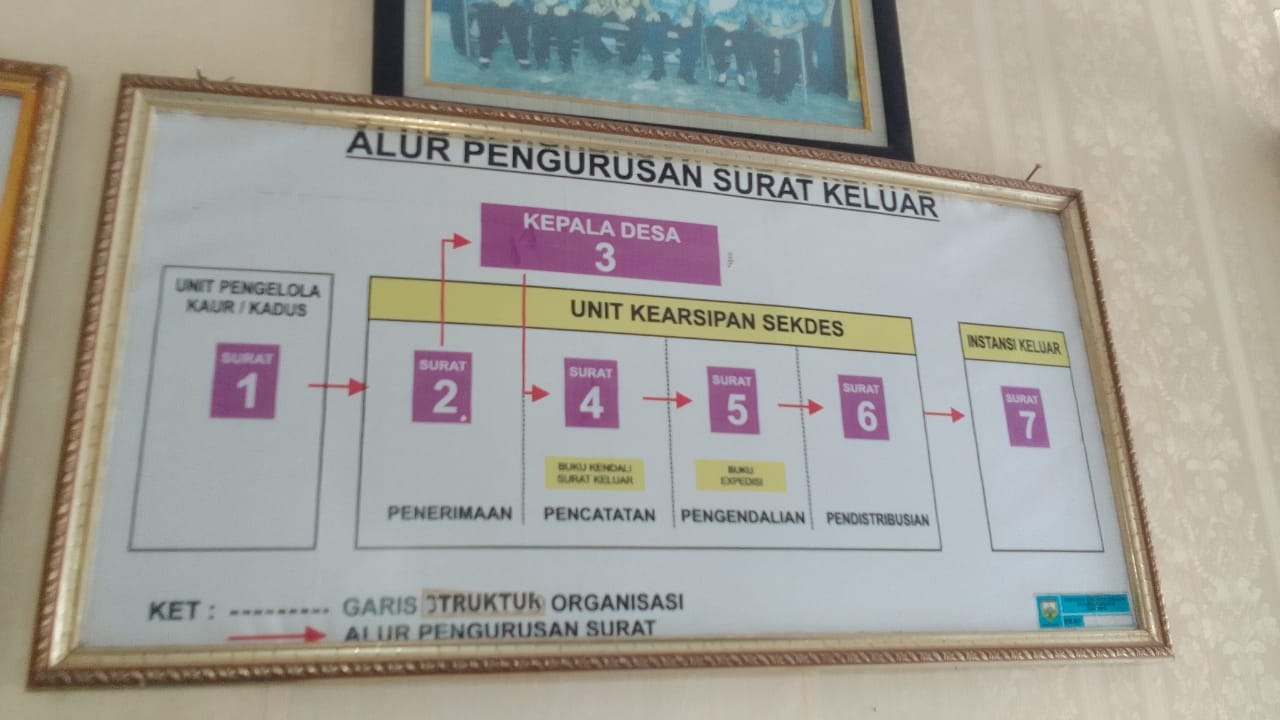 ALUR PENGURUSAN SURAT KELUAR
KEPALA DESA
3
UNIT PENGELOLA
KAUR / KADUS
SURAT
1
UNIT KEARSIPAN SEKDES
SURAT
2
PENERIMAAN
SURAT
4
BUKU KENDALI
SURAT KELUAR
PENCATATAN
SURAT
5
BUKU
EXPEDISI
PENGENDALIAN
SURAT
6
PENDISTRIBUSIAN
INSTANSI KELUAR
SURAT
7
KET : ---------- GARIS STRUKTUR ORGANISASI
ALUR PENGURUSAN SURAT